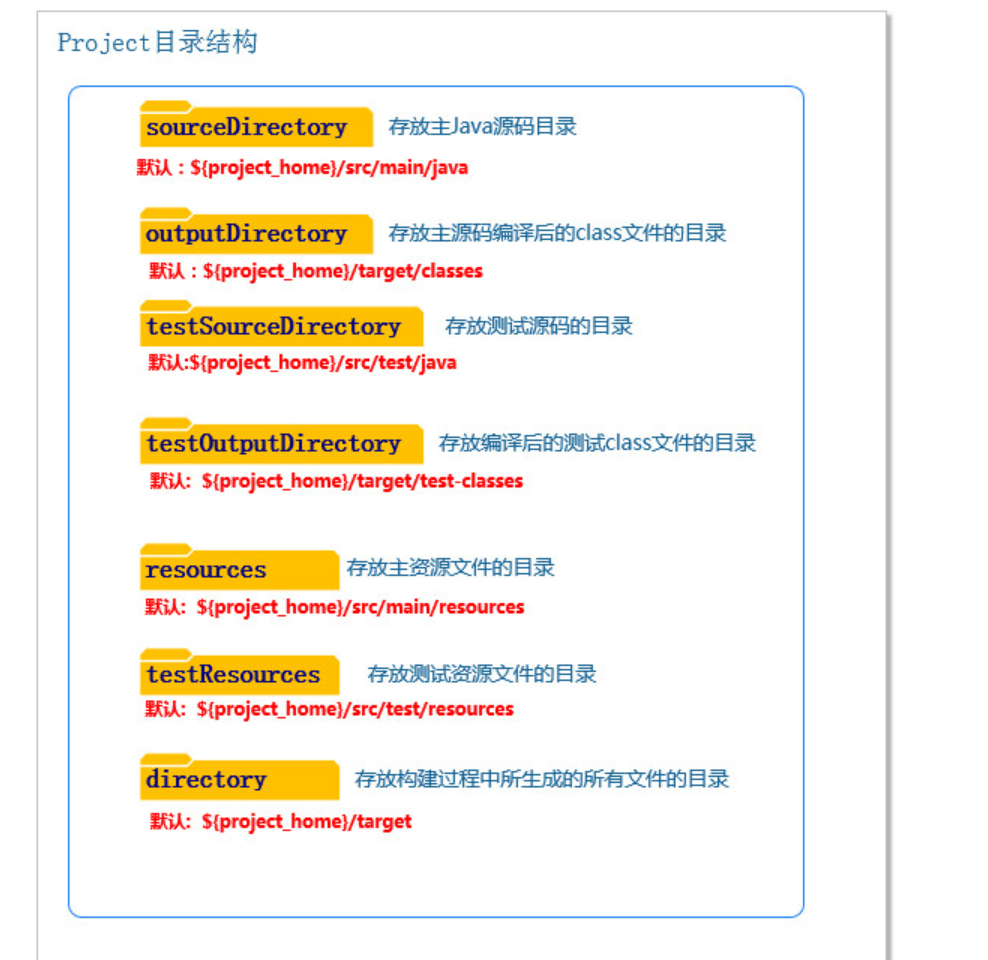 Project目录结构
sourceDirectory 存放主Java源码目录
默认：${project_home}/src/main/java
outputDirectory 存放主源码编译后的class文件的目录
默认：${project_home}/target/classes
testSourceDirectory 存放测试源码的目录
默认:${project_home}/src/test/java
testOutputDirectory 存放编译后的测试class文件的目录
默认: ${project_home}/target/test-classes
resources 存放主资源文件的目录
默认: ${project_home}/src/main/resources
testResources 存放测试资源文件的目录
默认: ${project_home}/src/test/resources
directory 存放构建过程中所生成的所有文件的目录
默认: ${project_home}/target